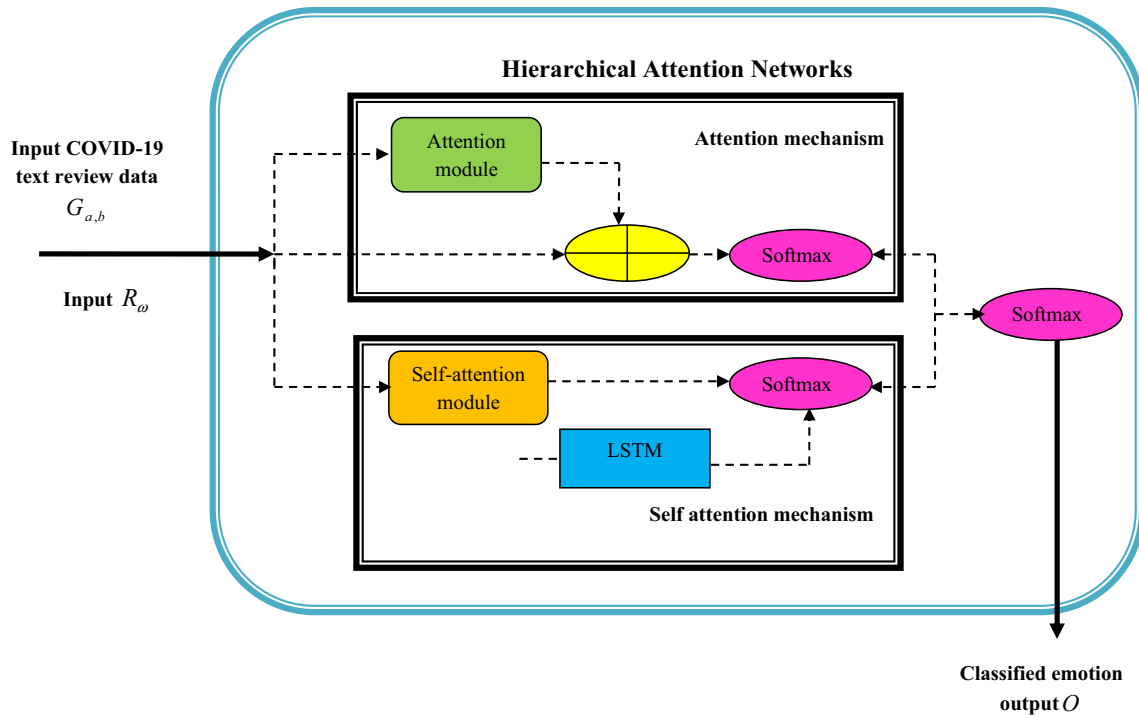 Hierarchical Attention Networks
Input COVID-19
text review data
G_{a,b}
Input R_ω
Attention
module
Attention mechanism
Softmax
Softmax
Self-attention
module
Softmax
LSTM
Self attention mechanism
Classified emotion
output O